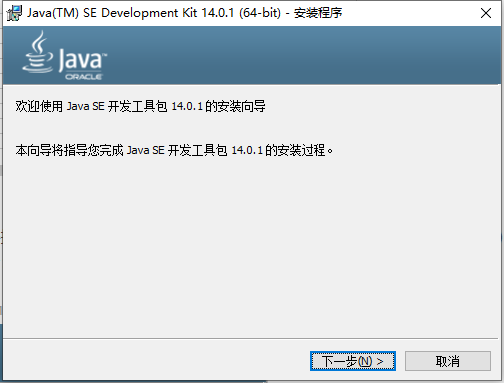 Java(TM) SE Development Kit 14.0.1 (64-bit) - 安装程序
Java™
ORACLE
欢迎使用 Java SE 开发工具包 14.0.1 的安装向导
本向导将指导您完成 Java SE 开发工具包 14.0.1 的安装过程。
下一步(N) >
取消